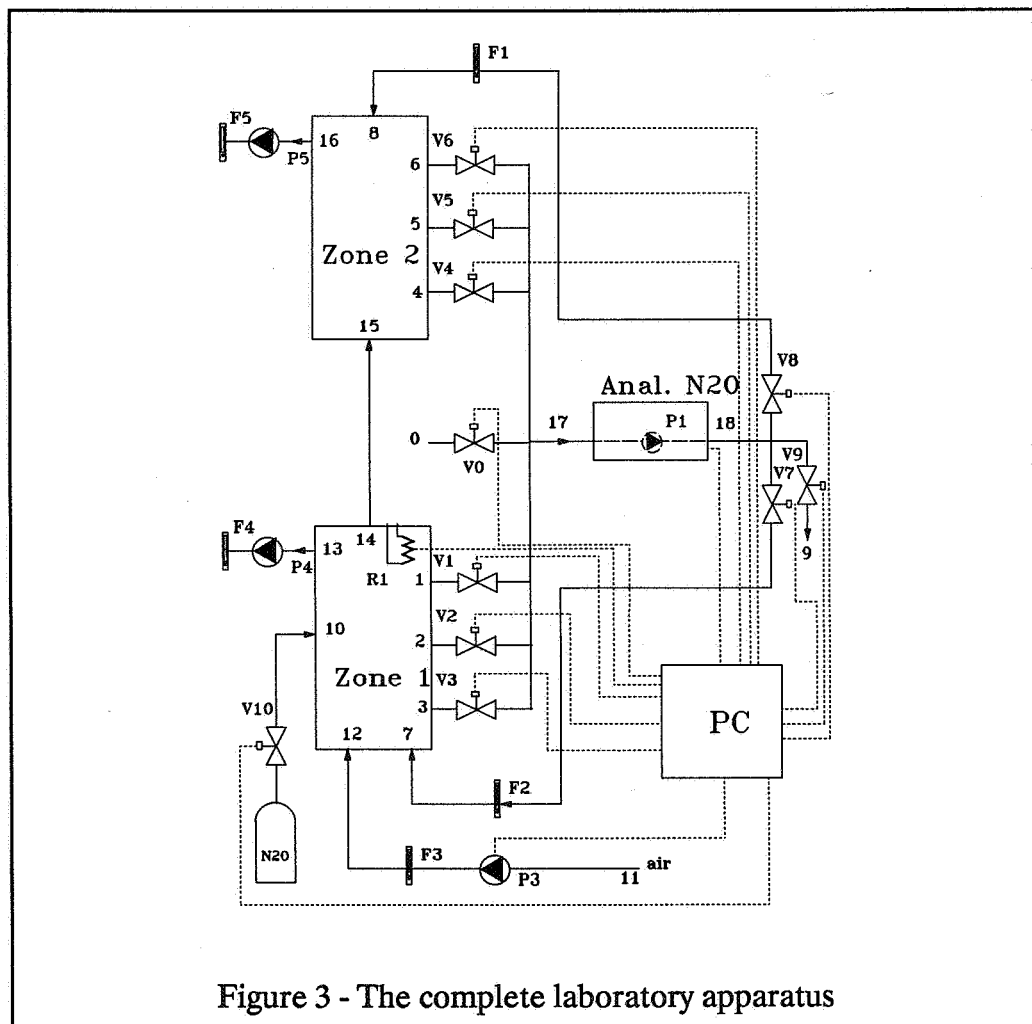 F1
F5
P5
16
8
V6
6
V5
5
Zone 2
V4
4
15
V8
Anal. N20
P1
17
18
0
V0
V9
V7
9
F4
P4
13
14
R1
V1
1
10
V2
2
Zone 1
V3
3
V10
12
7
PC
F2
N20
F3
P3
11
air
Figure 3 - The complete laboratory apparatus